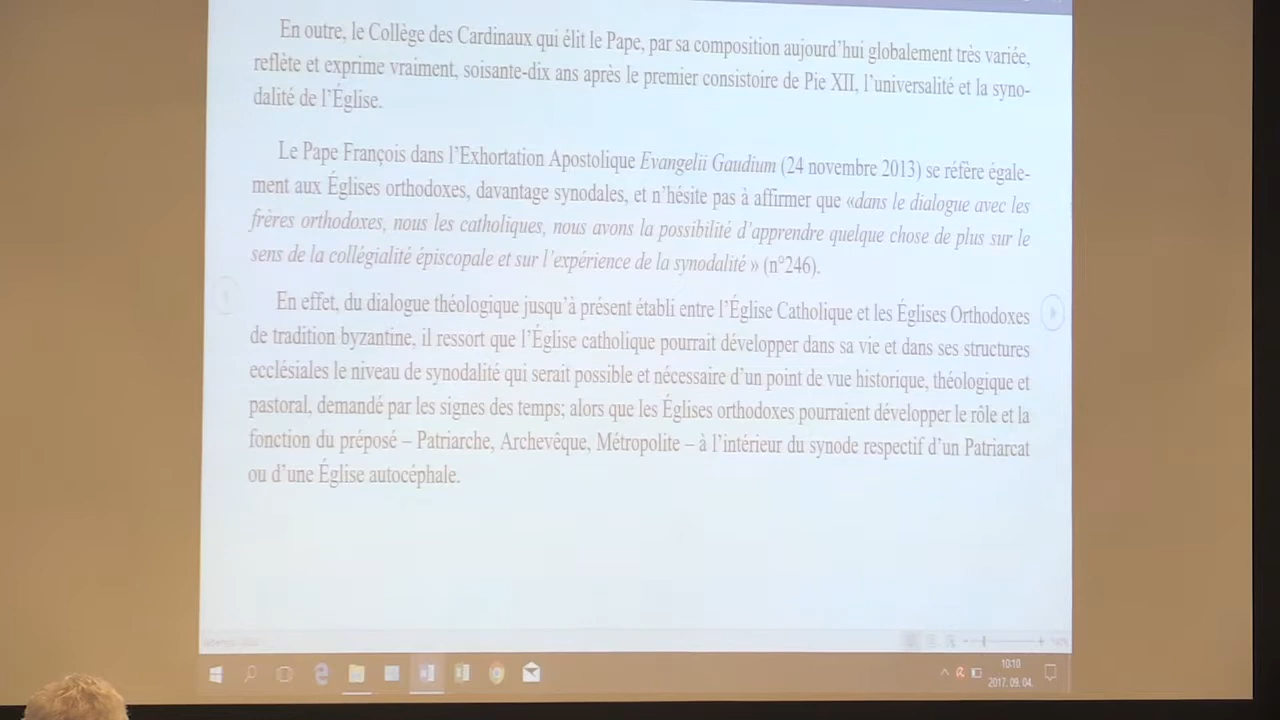 En outre, le Collège des Cardinaux qui élit le Pape, par sa composition aujourd'hui globalement très variée,
reflète et exprime vraiment, soisante-dix ans après le premier consistoire de Pie XII, l'universalité et la syno-
dalité de l'Église.
Le Pape François dans l'Exhortation Apostolique Evangelii Gaudium (24 novembre 2013) se réfère égale-
ment aux Églises orthodoxes, davantage synodales, et n'hésite pas à affirmer que «dans le dialogue avec les
frères orthodoxes, nous les catholiques, nous avons la possibilité d'apprendre quelque chose de plus sur le
sens de la collégialité épiscopale et sur l'expérience de la synodalité » (n°246).
En effet, du dialogue théologique jusqu'à présent établi entre l'Église Catholique et les Églises Orthodoxes
de tradition byzantine, il ressort que l'Église catholique pourrait développer dans sa vie et dans ses structures
ecclésiales le niveau de synodalité qui serait possible et nécessaire d'un point de vue historique, théologique et
pastoral, demandé par les signes des temps; alors que les Églises orthodoxes pourraient développer le rôle et la
fonction du préposé – Patriarche, Archevêque, Métropolite – à l'intérieur du synode respectif d'un Patriarcat
ou d'une Église autocéphale.
10:10
2017. 09. 04.